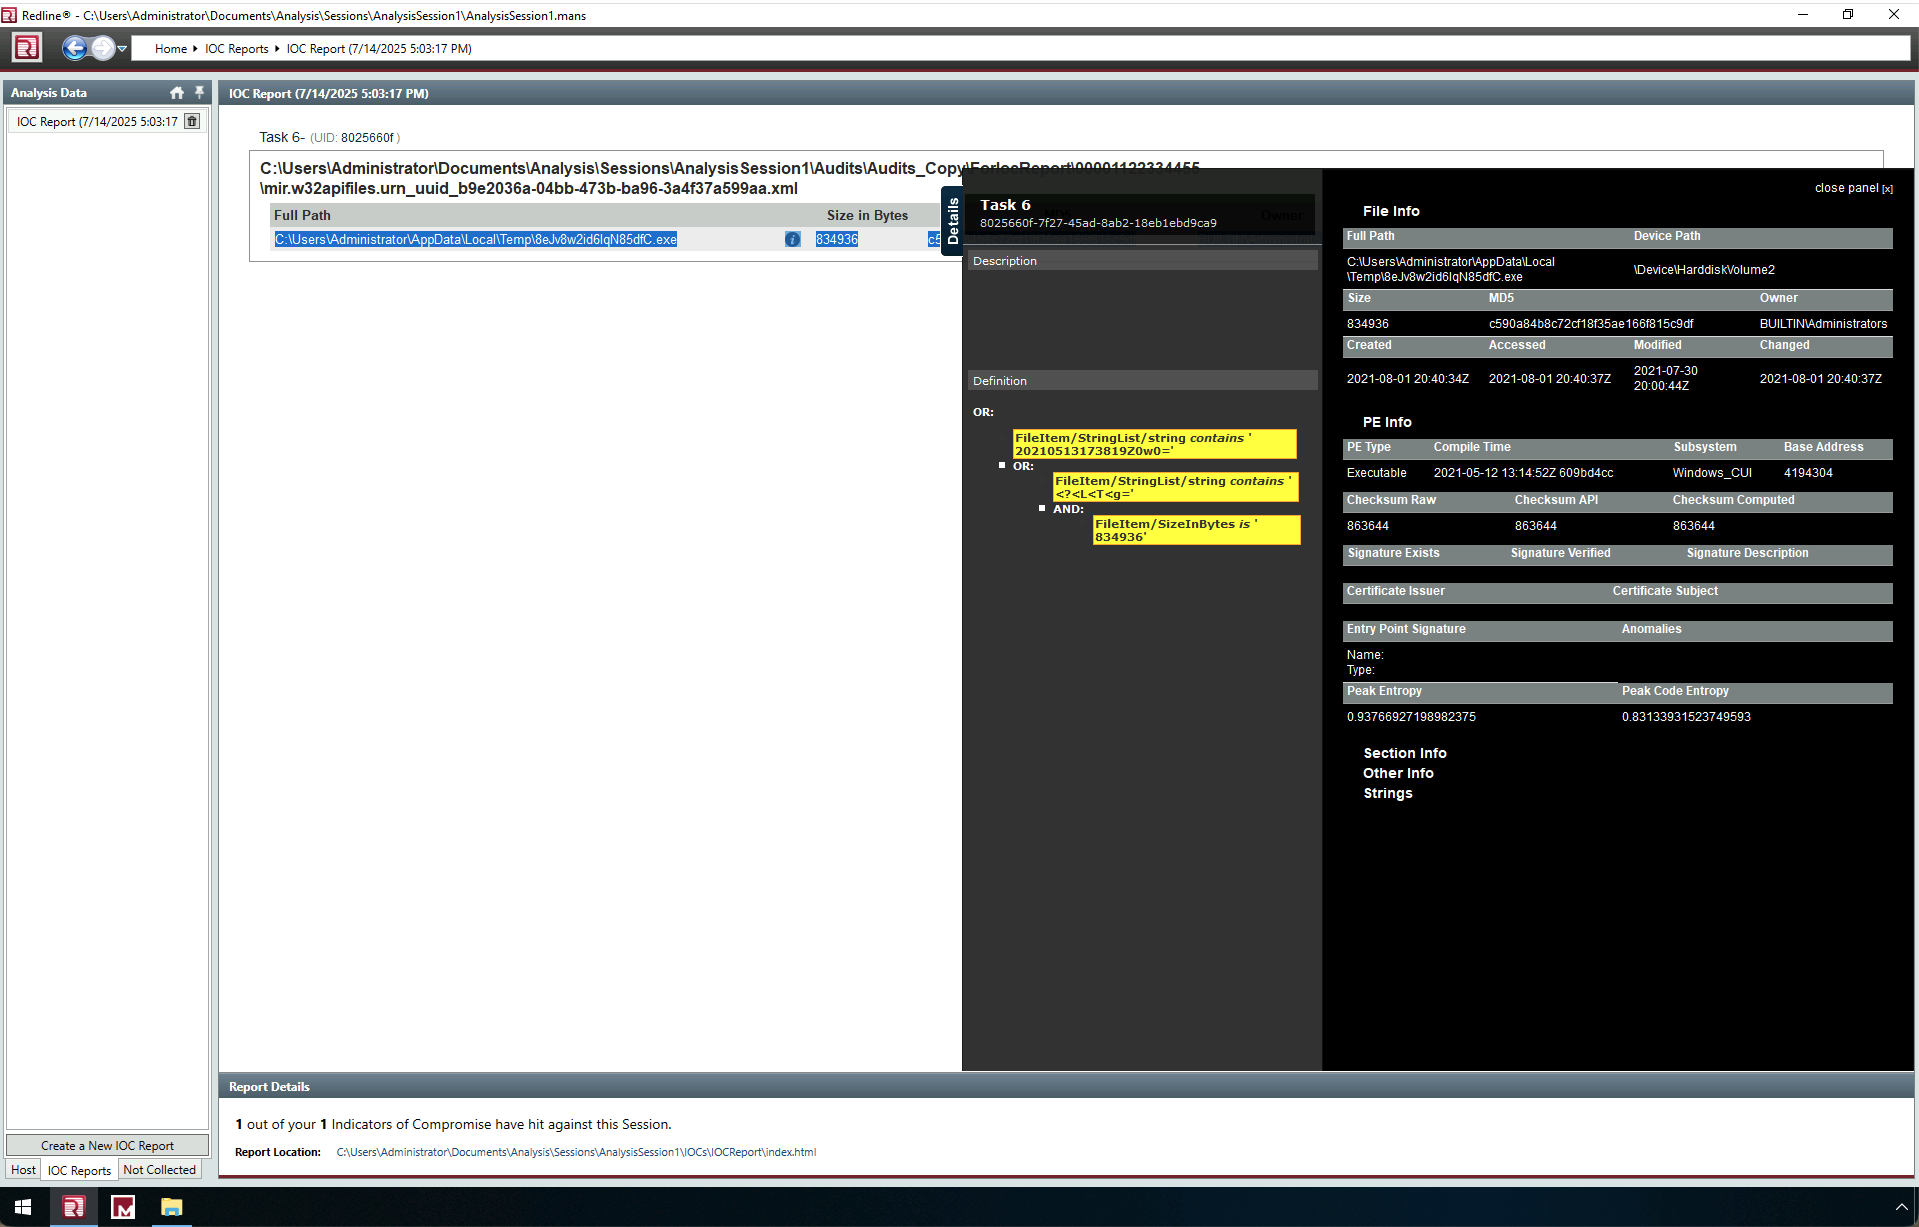 Redline® - C:\Users\Administrator\Documents\Analysis\Sessions\AnalysisSession1\AnalysisSession1.mans
Home ▸ IOC Reports ▸ IOC Report (7/14/2025 5:03:17 PM)
Analysis Data
IOC Report (7/14/2025 5:03:17
IOC Report (7/14/2025 5:03:17 PM)
Task 6- (UID: 8025660f )
C:\Users\Administrator\Documents\Analysis\Sessions\AnalysisSession1\Audits\Audits_Copy\ForIocReport\00001122334455
\mir.w32apifiles.urn_uuid_b9e2036a-04bb-473b-ba96-3a4f37a599aa.xml
Full Path Size in Bytes Owner
C:\Users\Administrator\AppData\Local\Temp\8eJv8w2id6IqN85dfC.exe 834936 c5
Details
Task 6
8025660f-7f27-45ad-8ab2-18eb1ebd9ca9
Description
Definition
OR:
FileItem/StringList/string contains '
20210513173819Z0w0='
OR:
FileItem/StringList/string contains '
<?<L<T<g='
AND:
FileItem/SizeInBytes is '
834936'
close panel [x]
File Info
Full Path Device Path
C:\Users\Administrator\AppData\Local
\Temp\8eJv8w2id6IqN85dfC.exe
\Device\HarddiskVolume2
Size MD5 Owner
834936 c590a84b8c72cf18f35ae166f815c9df BUILTIN\Administrators
Created Accessed Modified Changed
2021-08-01 20:40:34Z 2021-08-01 20:40:37Z 2021-07-30
20:00:44Z
2021-08-01 20:40:37Z
PE Info
PE Type Compile Time Subsystem Base Address
Executable 2021-05-12 13:14:52Z 609bd4cc Windows_CUI 4194304
Checksum Raw Checksum API Checksum Computed
863644 863644 863644
Signature Exists Signature Verified Signature Description
Certificate Issuer Certificate Subject
Entry Point Signature Anomalies
Name:
Type:
Peak Entropy Peak Code Entropy
0.93766927198982375 0.83133931523749593
Section Info
Other Info
Strings
Report Details
1 out of your 1 Indicators of Compromise have hit against this Session.
Report Location: C:\Users\Administrator\Documents\Analysis\Sessions\AnalysisSession1\IOCs\IOCReport\index.html
Create a New IOC Report
Host IOC Reports Not Collected